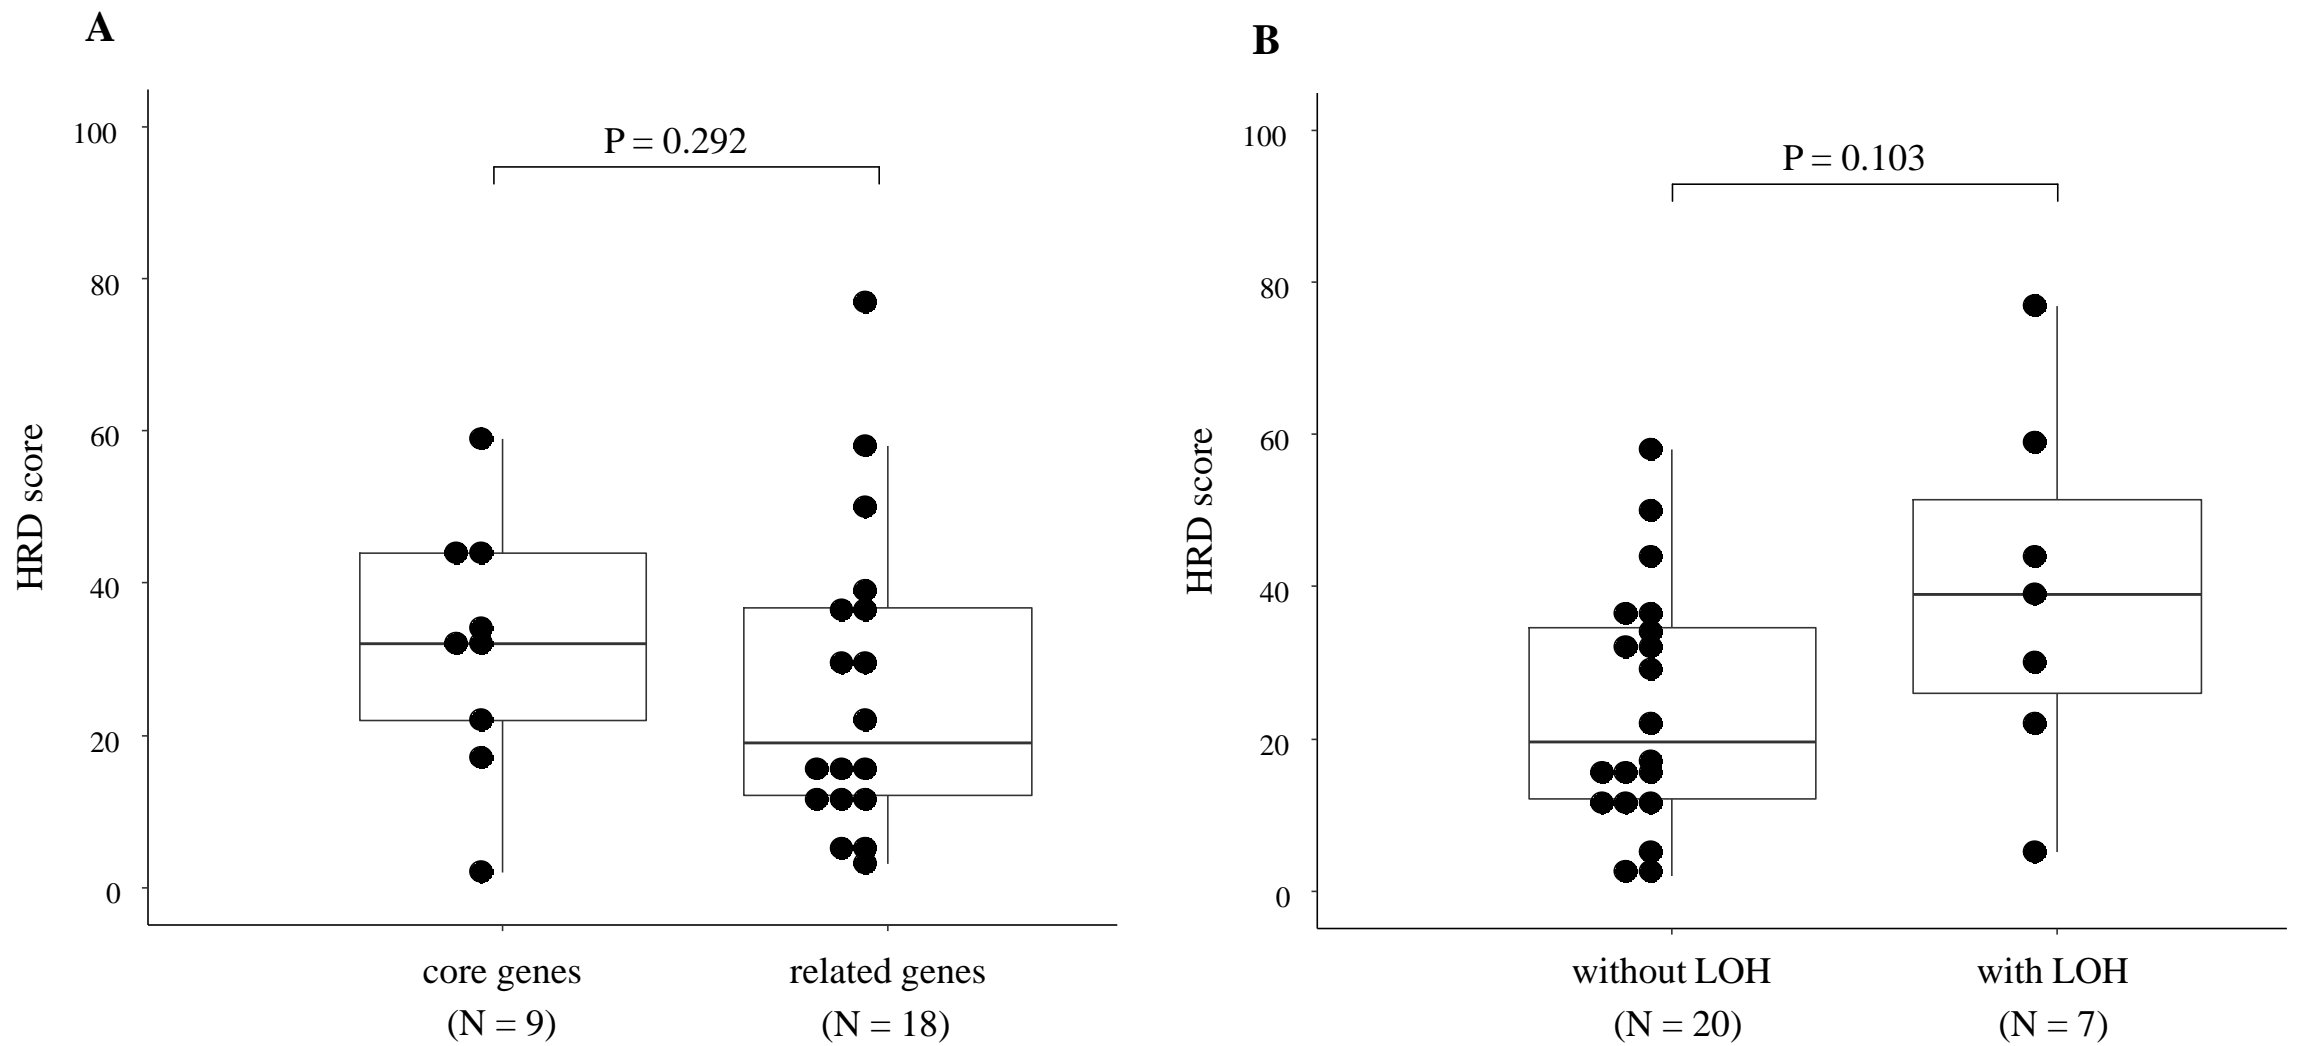 A
100
80
60
40
20
0
HRD score
P = 0.292
core genes
(N = 9)
related genes
(N = 18)
B
100
80
60
40
20
0
HRD score
P = 0.103
without LOH
(N = 20)
with LOH
(N = 7)